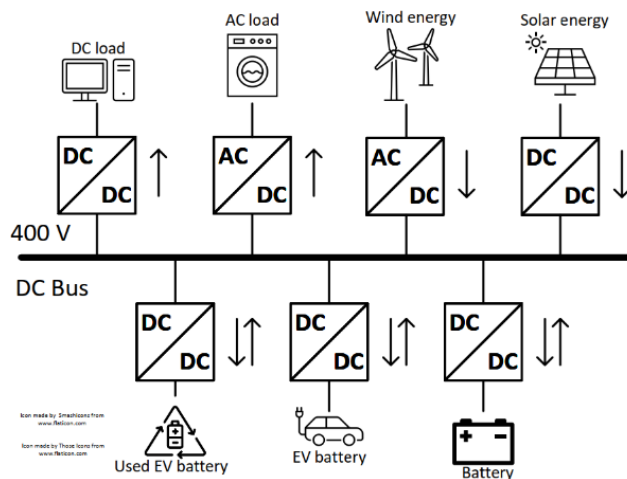 DC load
AC load
Wind energy
Solar energy
DC
DC
AC
DC
AC
DC
DC
DC
400 V
DC Bus
DC
DC
DC
DC
DC
DC
Icon made by Smashicons from
www.flaticon.com
Icon made by Those Icons from
www.flaticon.com
Used EV battery
EV battery
Battery